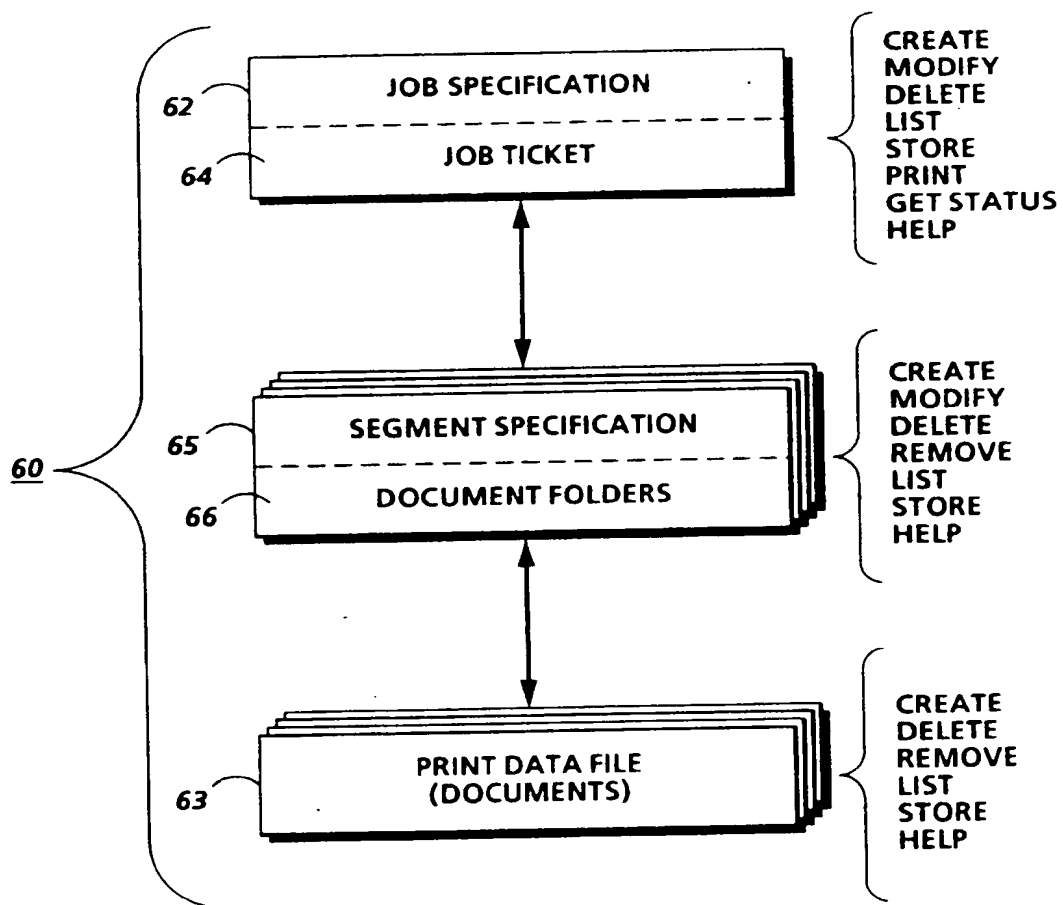 60
62
JOB SPECIFICATION
64
JOB TICKET
CREATE
MODIFY
DELETE
LIST
STORE
PRINT
GET STATUS
HELP
65
SEGMENT SPECIFICATION
66
DOCUMENT FOLDERS
CREATE
MODIFY
DELETE
REMOVE
LIST
STORE
HELP
63
PRINT DATA FILE
(DOCUMENTS)
CREATE
DELETE
REMOVE
LIST
STORE
HELP